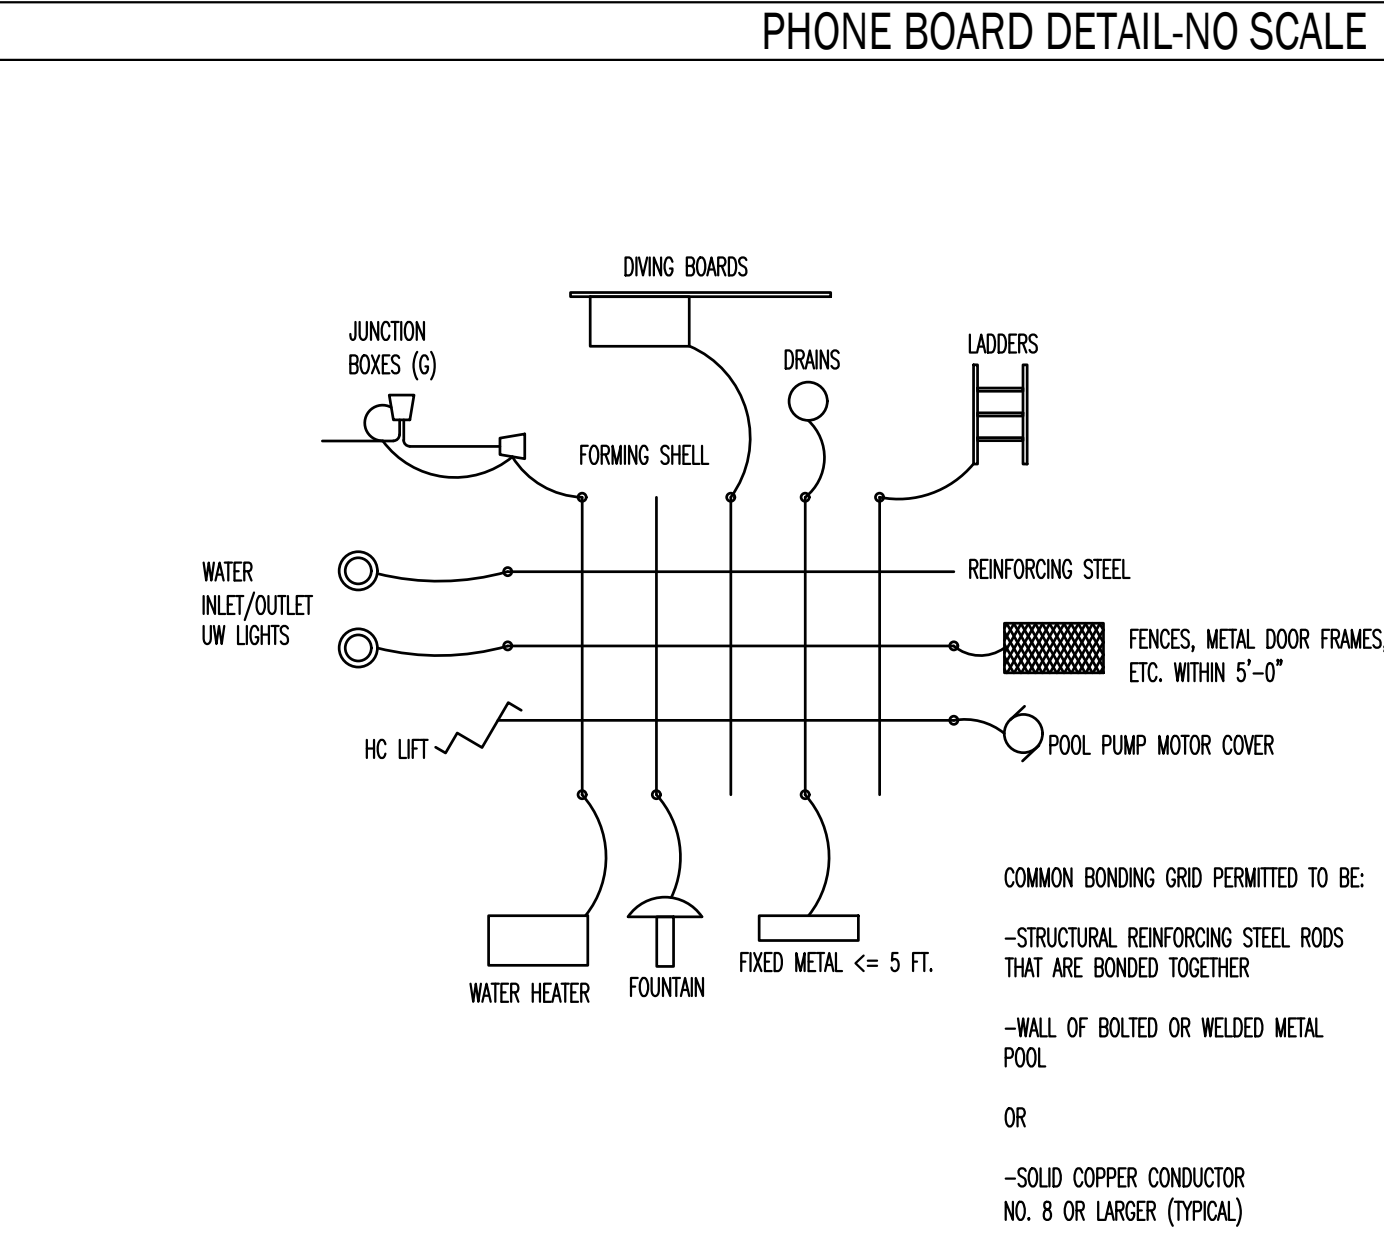 PHONE BOARD DETAIL-NO SCALE
DIVING BOARDS
JUNCTION
BOXES (G)
DRAINS
LADDERS
FORMING SHELL
WATER
INLET/OUTLET
UW LIGHTS
REINFORCING STEEL
FENCES, METAL DOOR FRAMES,
ETC. WITHIN 5'-0"
HC LIFT
POOL PUMP MOTOR COVER
WATER HEATER
FOUNTAIN
FIXED METAL <= 5 FT.
COMMON BONDING GRID PERMITTED TO BE:
-STRUCTURAL REINFORCING STEEL RODS
THAT ARE BONDED TOGETHER
-WALL OF BOLTED OR WELDED METAL
POOL
OR
-SOLID COPPER CONDUCTOR
NO. 8 OR LARGER (TYPICAL)